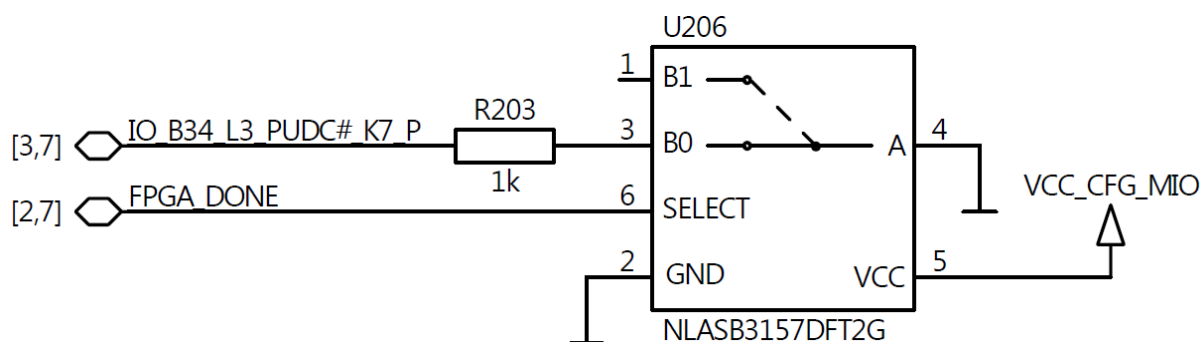 U206
1 B1
[3,7] IO_B34_L3_PUDC#_K7_P R203 3 B0 A 4
1k
[2,7] FPGA_DONE 6 SELECT VCC_CFG_MIO
2 GND VCC 5
NLASB3157DFT2G